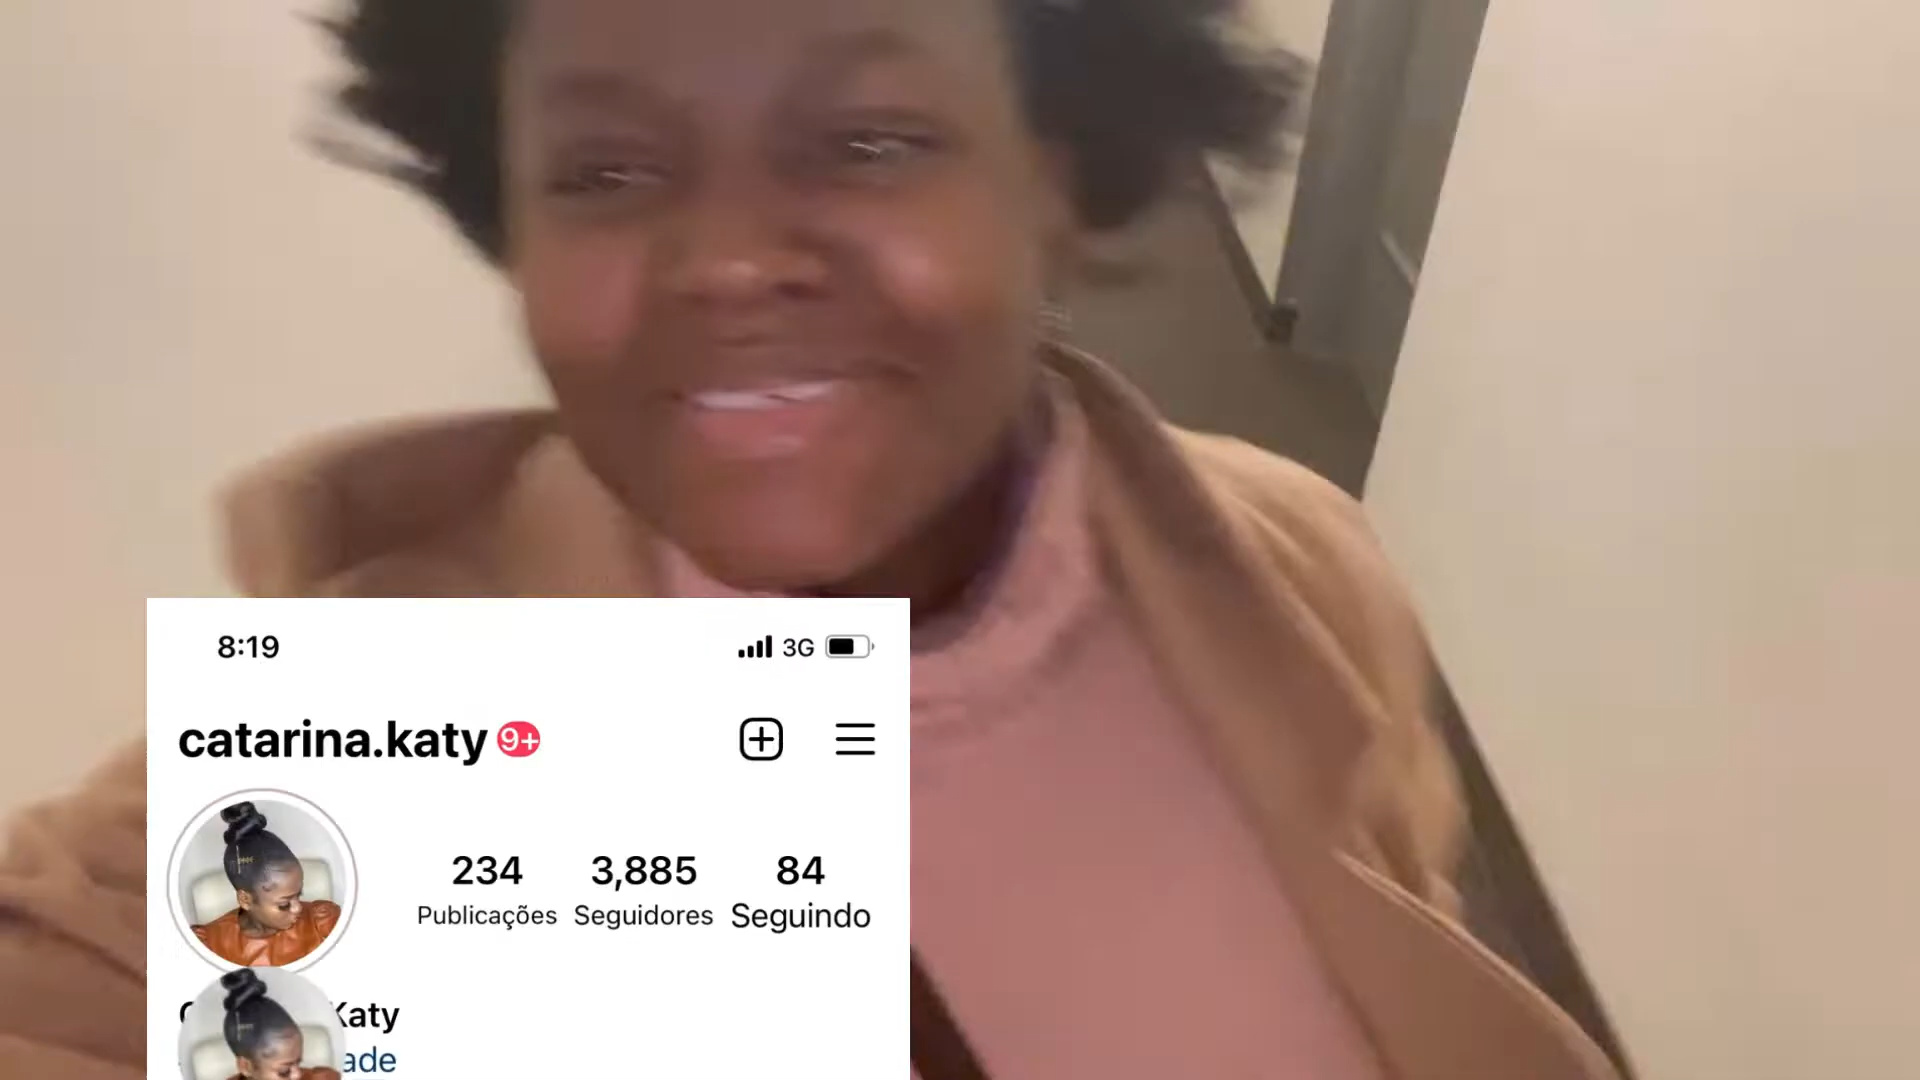 8:19 3G
catarina.katy 9+
234 3,885 84
Publicações Seguidores Seguindo
Katy
ade